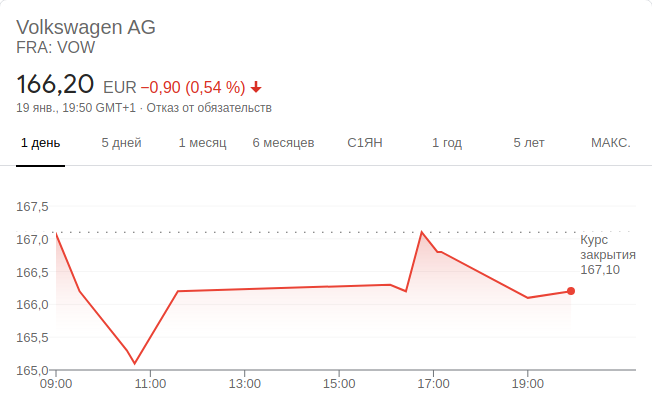 Volkswagen AG
FRA: VOW
166,20 EUR −0,90 (0,54 %)
19 янв., 19:50 GMT+1 · Отказ от обязательств
1 день 5 дней 1 месяц 6 месяцев С1ЯН 1 год 5 лет МАКС.
167,5
167,0
166,5
166,0
165,5
165,0
Курс
закрытия
167,10
09:00 11:00 13:00 15:00 17:00 19:00